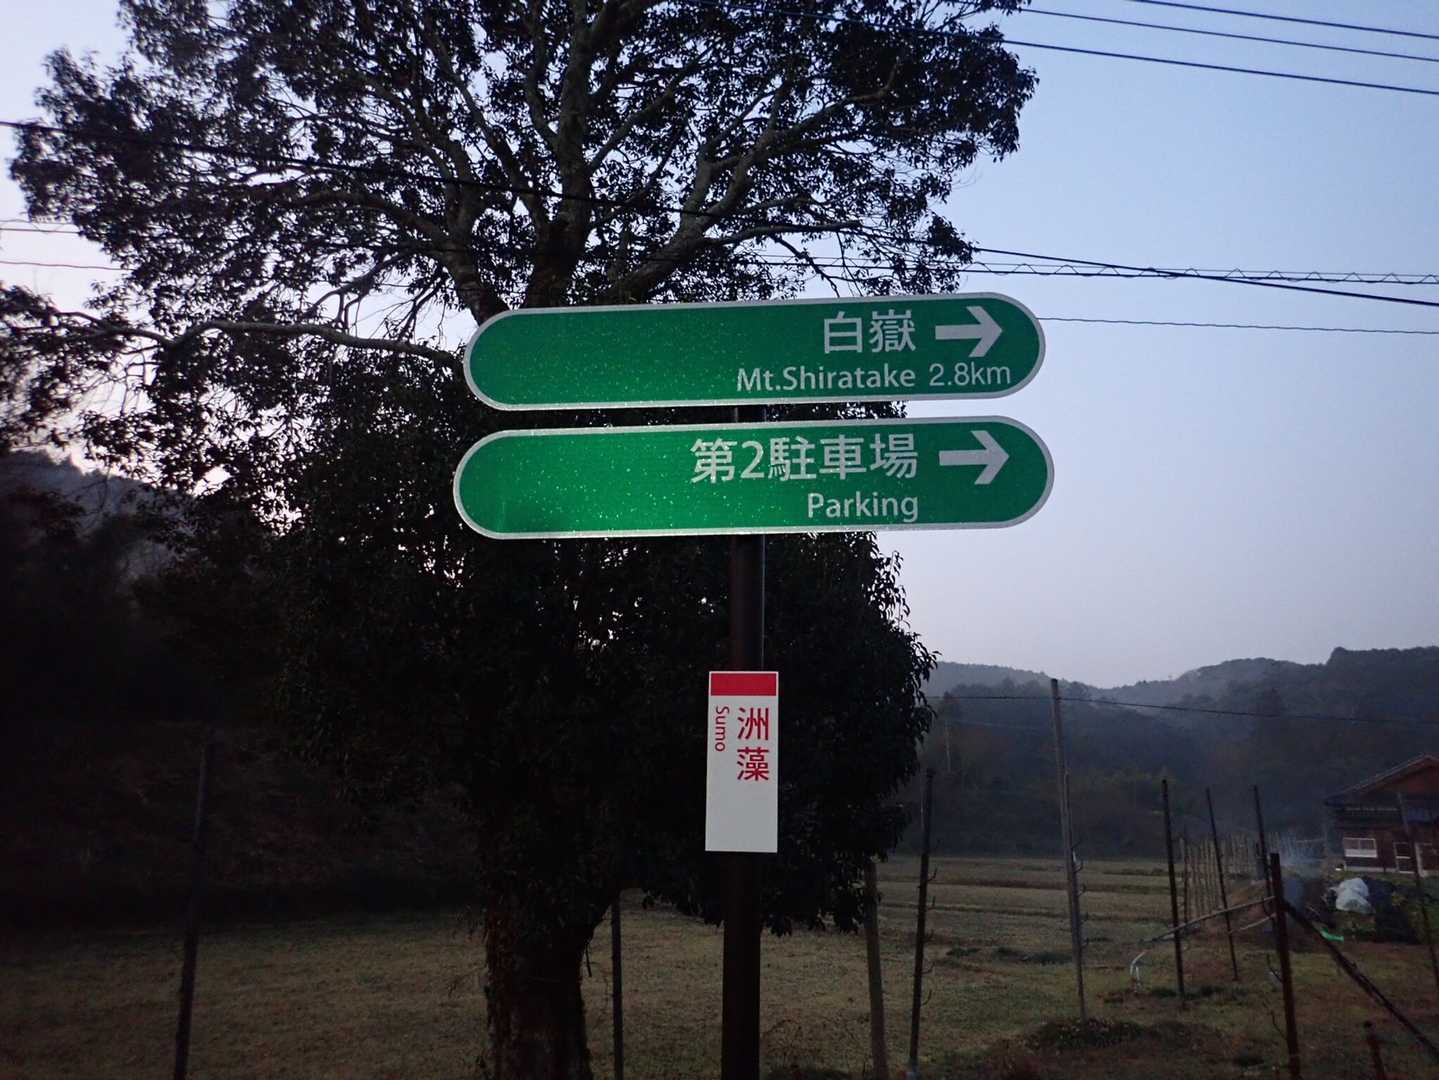 白嶽 →
Mt.Shiratake 2.8km
第2駐車場 →
Parking
洲藻
Sumo